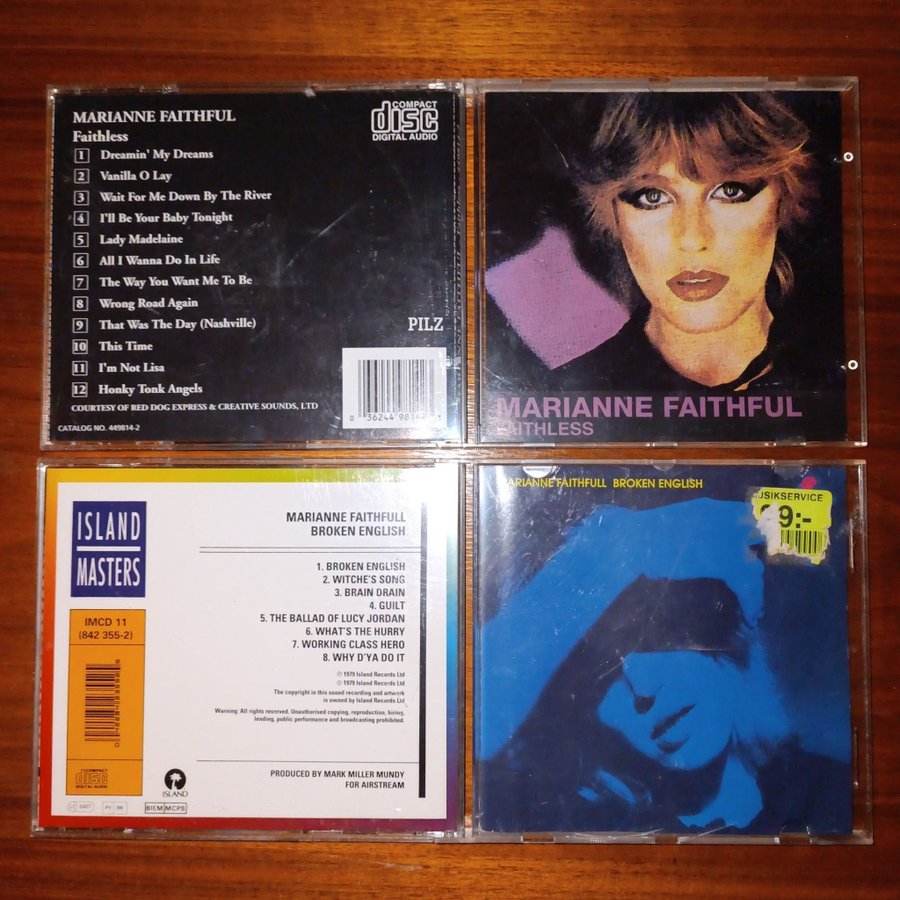 MARIANNE FAITHFUL
Faithless
1 Dreamin' My Dreams
2 Vanilla O Lay
3 Wait For Me Down By The River
4 I'll Be Your Baby Tonight
5 Lady Madelaine
6 All I Wanna Do In Life
7 The Way You Want Me To Be
8 Wrong Road Again
9 That Was The Day (Nashville)
10 This Time
11 I'm Not Lisa
12 Honky Tonk Angels
COURTESY OF RED DOG EXPRESS & CREATIVE SOUNDS, LTD
CATALOG NO. 449814-2
COMPACT
disc
DIGITAL AUDIO
PILZ
MARIANNE FAITHFUL
FAITHLESS
ISLAND
MASTERS
IMCD 11
(842 355-2)
COMPACT
disc
DIGITAL AUDIO
LC 0407
BIEM MCPS
ISLAND
MARIANNE FAITHFULL
BROKEN ENGLISH
1. BROKEN ENGLISH
2. WITCHE'S SONG
3. BRAIN DRAIN
4. GUILT
5. THE BALLAD OF LUCY JORDAN
6. WHAT'S THE HURRY
7. WORKING CLASS HERO
8. WHY D'YA DO IT
℗ 1979 Island Records Ltd
© 1979 Island Records Ltd
The copyright in this sound recording and artwork
is owned by Island Records Ltd
Warning: All rights reserved. Unauthorised copying, reproduction, hiring,
lending, public performance and broadcasting prohibited.
PRODUCED BY MARK MILLER MUNDY
FOR AIRSTREAM
MARIANNE FAITHFULL BROKEN ENGLISH
USIKSERVICE
9:-